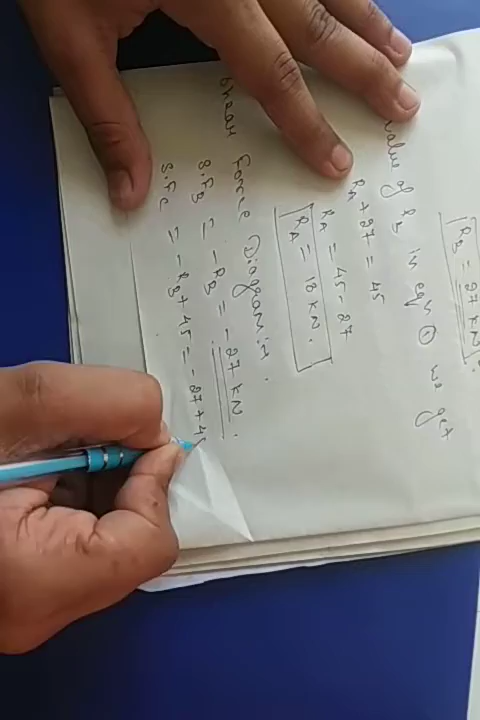 RB = 27 kN.
value of RB in eqn ① we get
RA + 27 = 45
RA = 45 - 27
RA = 18 kN.
Shear Force Diagram :-
S.FB = - RB = - 27 kN.
S.FC = - RB + 45 = - 27 + 45